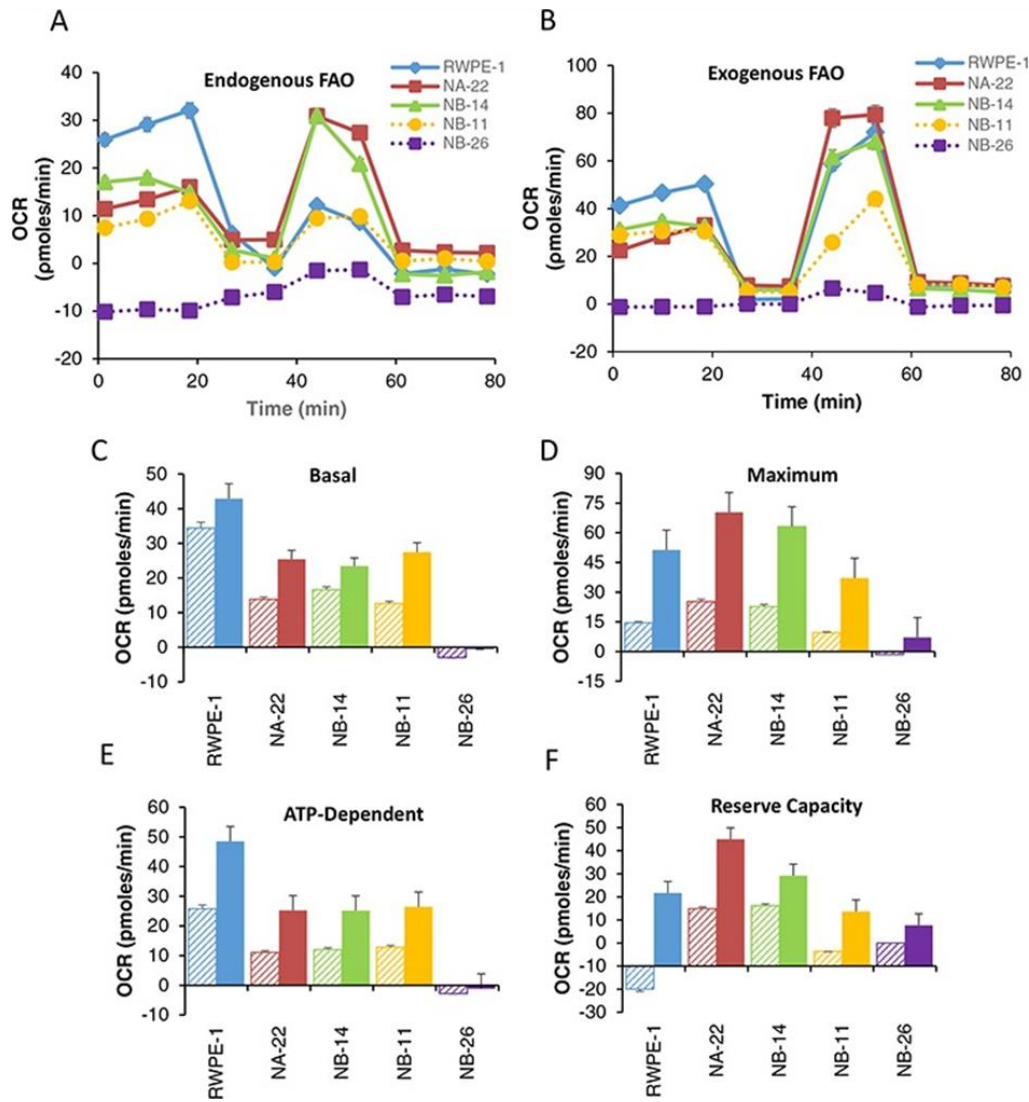 A
Endogenous FAO
RWPE-1
NA-22
NB-14
NB-11
NB-26
OCR
(pmoles/min)
40
30
20
10
0
-10
-20
0 20 40 60 80
Time (min)
B
Exogenous FAO
RWPE-1
NA-22
NB-14
NB-11
NB-26
OCR
(pmoles/min)
100
80
60
40
20
0
-20
0 20 40 60 80
Time (min)
C
Basal
OCR (pmoles/min)
50
40
30
20
10
0
-10
RWPE-1
NA-22
NB-14
NB-11
NB-26
D
Maximum
OCR (pmoles/min)
90
75
60
45
30
15
0
-15
RWPE-1
NA-22
NB-14
NB-11
NB-26
E
ATP-Dependent
OCR (pmoles/min)
60
50
40
30
20
10
0
-10
RWPE-1
NA-22
NB-14
NB-11
NB-26
F
Reserve Capacity
OCR (pmoles/min)
60
50
40
30
20
10
0
-10
-20
-30
RWPE-1
NA-22
NB-14
NB-11
NB-26